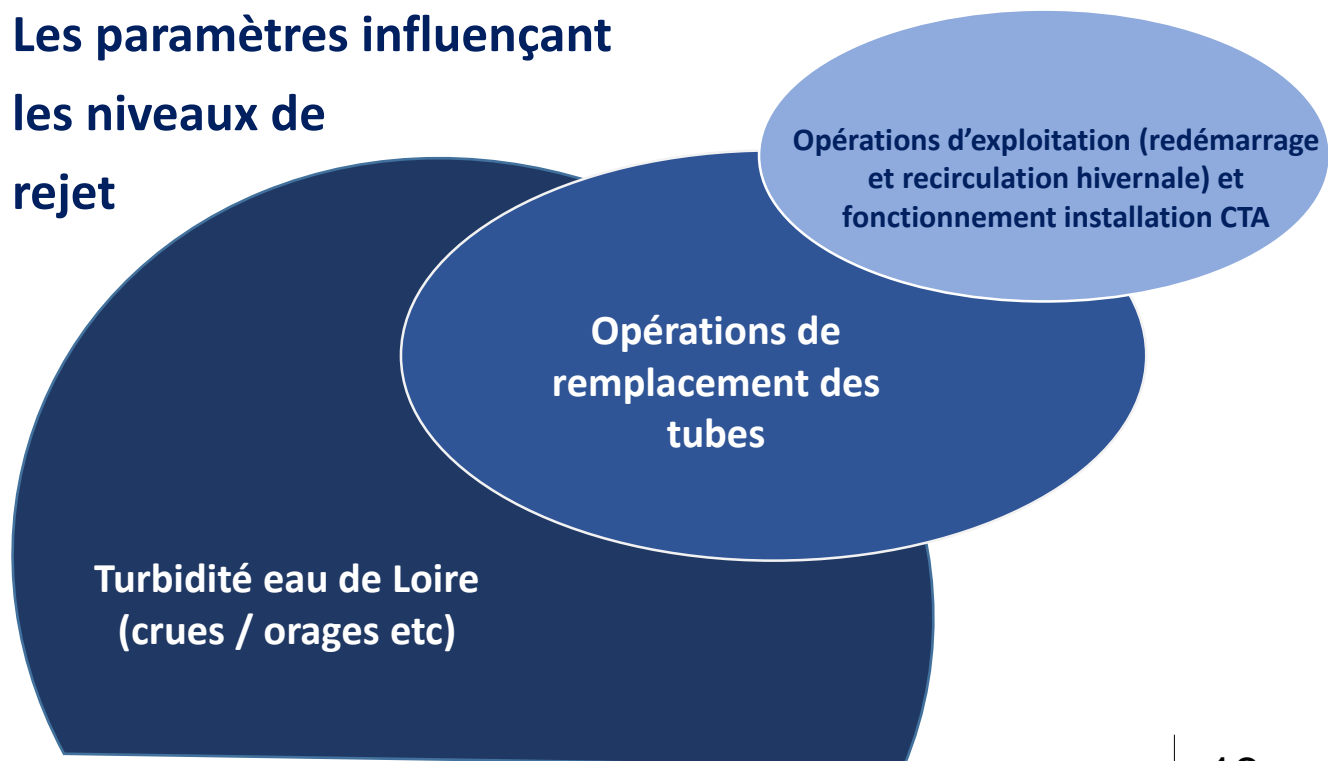 Les paramètres influençant
les niveaux de
rejet
Opérations d'exploitation (redémarrage
et recirculation hivernale) et
fonctionnement installation CTA
Opérations de
remplacement des
tubes
Turbidité eau de Loire
(crues / orages etc)